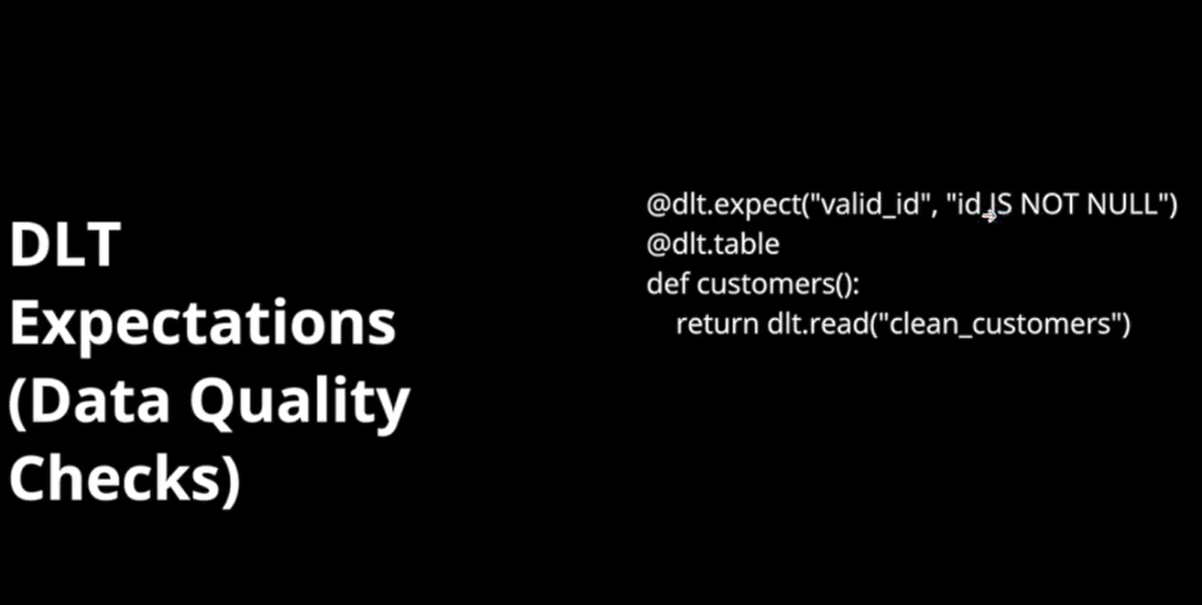 DLT
Expectations
(Data Quality
Checks)
@dlt.expect("valid_id", "id IS NOT NULL")
@dlt.table
def customers():
    return dlt.read("clean_customers")